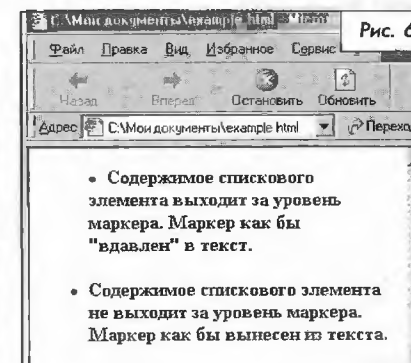 C:\Мои документы\example html
Рис. 6
Файл Правка Вид Избранное Сервис
Назад Вперед Остановить Обновить
Адрес C:\Мои документы\example html Перехо
• Содержимое спискового
элемента выходит за уровень
маркера. Маркер как бы
"вдавлен" в текст.
• Содержимое спискового элемента
не выходит за уровень маркера.
Маркер как бы вынесен из текста.